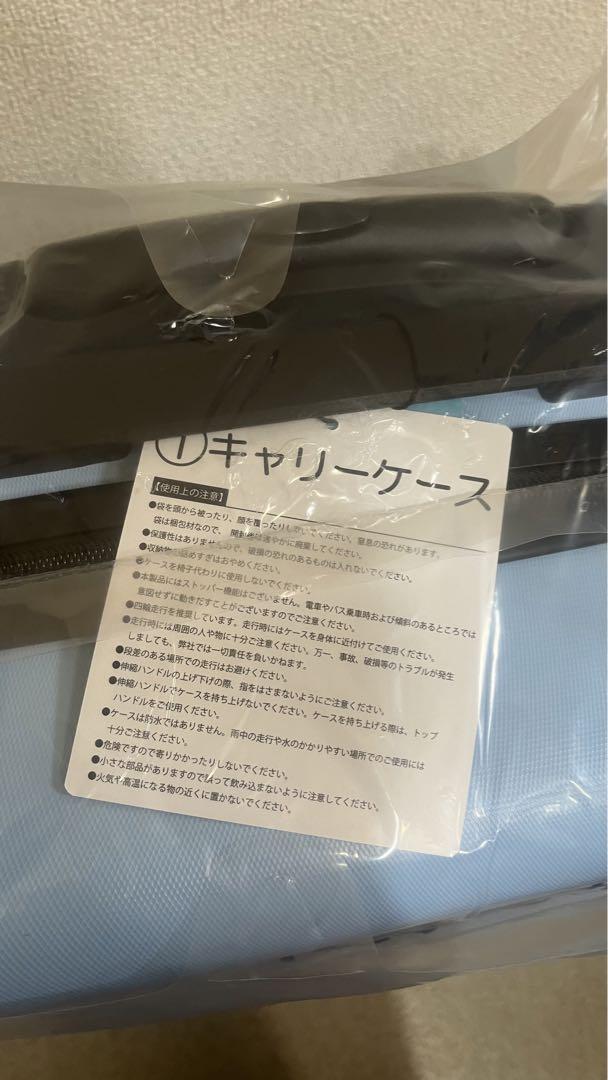 ①キャリーケース
【使用上の注意】
●袋を頭から被ったり、顔を覆ったりしないでください。窒息の恐れがあります。
袋は梱包材なので、開封後は速やかに廃棄してください。
●保護性はありませんので、破損の恐れのあるものは入れないでください。
●収納物の詰めすぎはおやめください。
●ケースを椅子代わりに使用しないでください。
●本製品にはストッパー機能はございません。電車やバス乗車時および傾斜のあるところでは
意図せずに動きだすことがございますのでご注意ください。
●四輪走行を推奨しています。走行時にはケースを身体に近付けてご使用ください。
●走行時には周囲の人や物に十分ご注意ください。万一、事故、破損等のトラブルが発生
しましても、弊社では一切責任を負いかねます。
●段差のある場所での走行はお避けください。
●伸縮ハンドルの上げ下げの際、指をはさまないようにご注意ください。
●伸縮ハンドルでケースを持ち上げないでください。ケースを持ち上げる際は、トップ
ハンドルをご使用ください。
●ケースは防水ではありません。雨中の走行や水のかかりやすい場所でのご使用には
十分ご注意ください。
●危険ですので寄りかかったりしないでください。
●小さな部品がありますので誤って飲み込まないように注意してください。
●火気や高温になる物の近くに置かないでください。